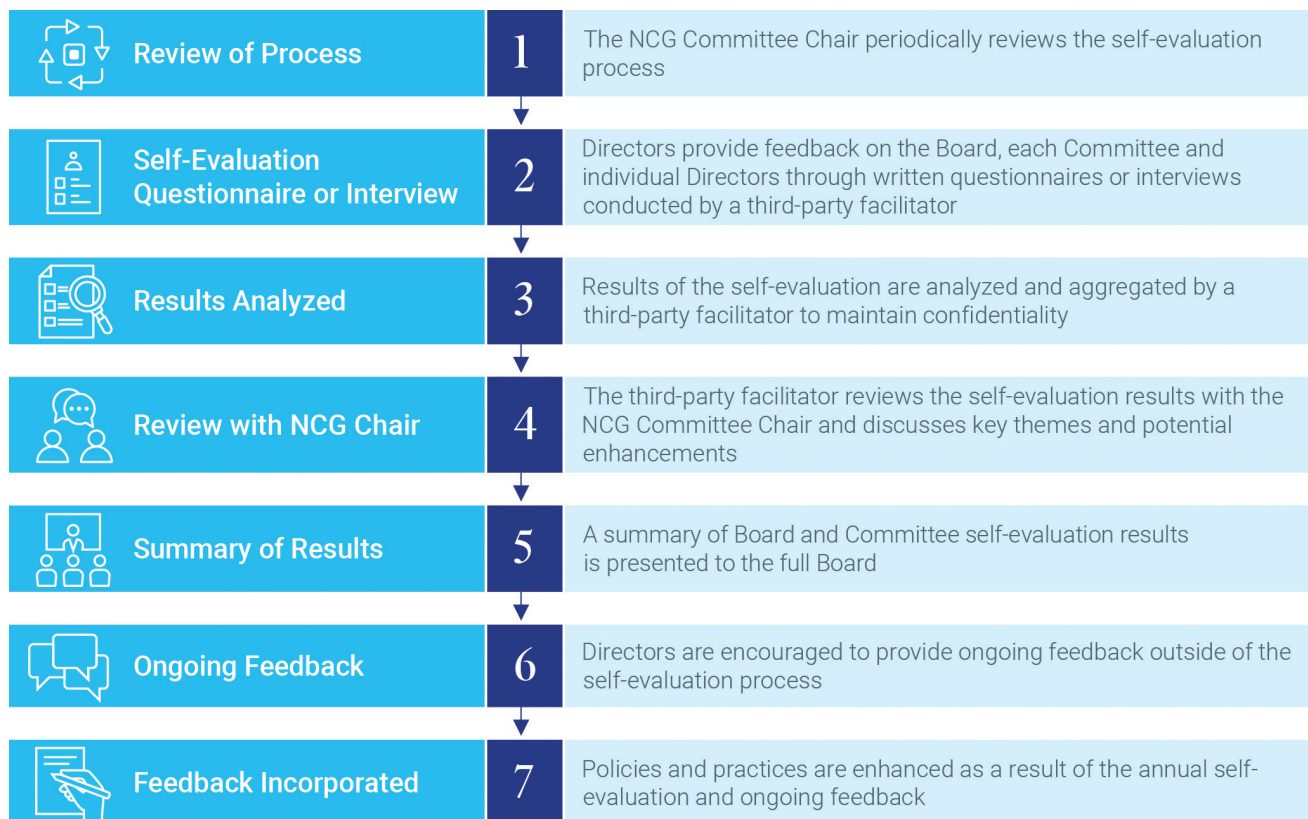 Review of Process
1
The NCG Committee Chair periodically reviews the self-evaluation
process
Self-Evaluation
Questionnaire or Interview
2
Directors provide feedback on the Board, each Committee and
individual Directors through written questionnaires or interviews
conducted by a third-party facilitator
Results Analyzed
3
Results of the self-evaluation are analyzed and aggregated by a
third-party facilitator to maintain confidentiality
Review with NCG Chair
4
The third-party facilitator reviews the self-evaluation results with the
NCG Committee Chair and discusses key themes and potential
enhancements
Summary of Results
5
A summary of Board and Committee self-evaluation results
is presented to the full Board
Ongoing Feedback
6
Directors are encouraged to provide ongoing feedback outside of the
self-evaluation process
Feedback Incorporated
7
Policies and practices are enhanced as a result of the annual self-
evaluation and ongoing feedback